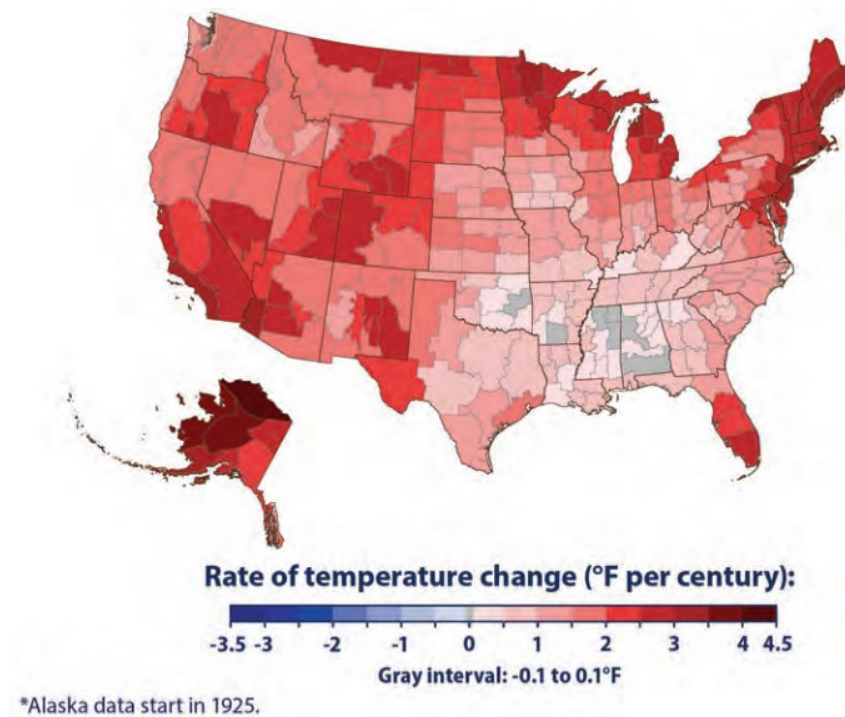 Rate of temperature change (°F per century):
-3.5 -3 -2 -1 0 1 2 3 4 4.5
Gray interval: -0.1 to 0.1°F
*Alaska data start in 1925.